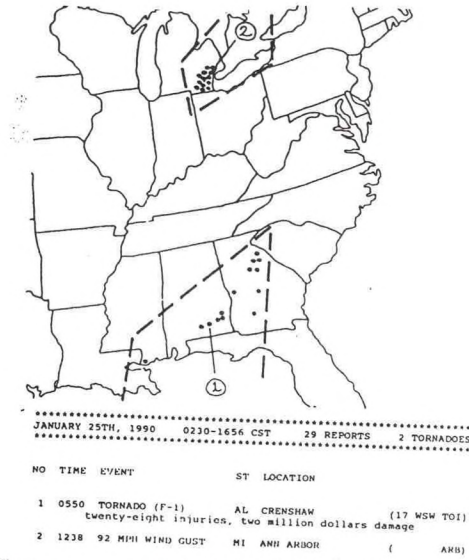 2
1
JANUARY 25TH, 1990 0230-1656 CST 29 REPORTS 2 TORNADOES
NO TIME EVENT ST LOCATION
1 0550 TORNADO (F-1) AL CRENSHAW (17 WSW TOI)
twenty-eight injuries, two million dollars damage
2 1238 92 MPH WIND GUST MI ANN ARBOR ( ARB)